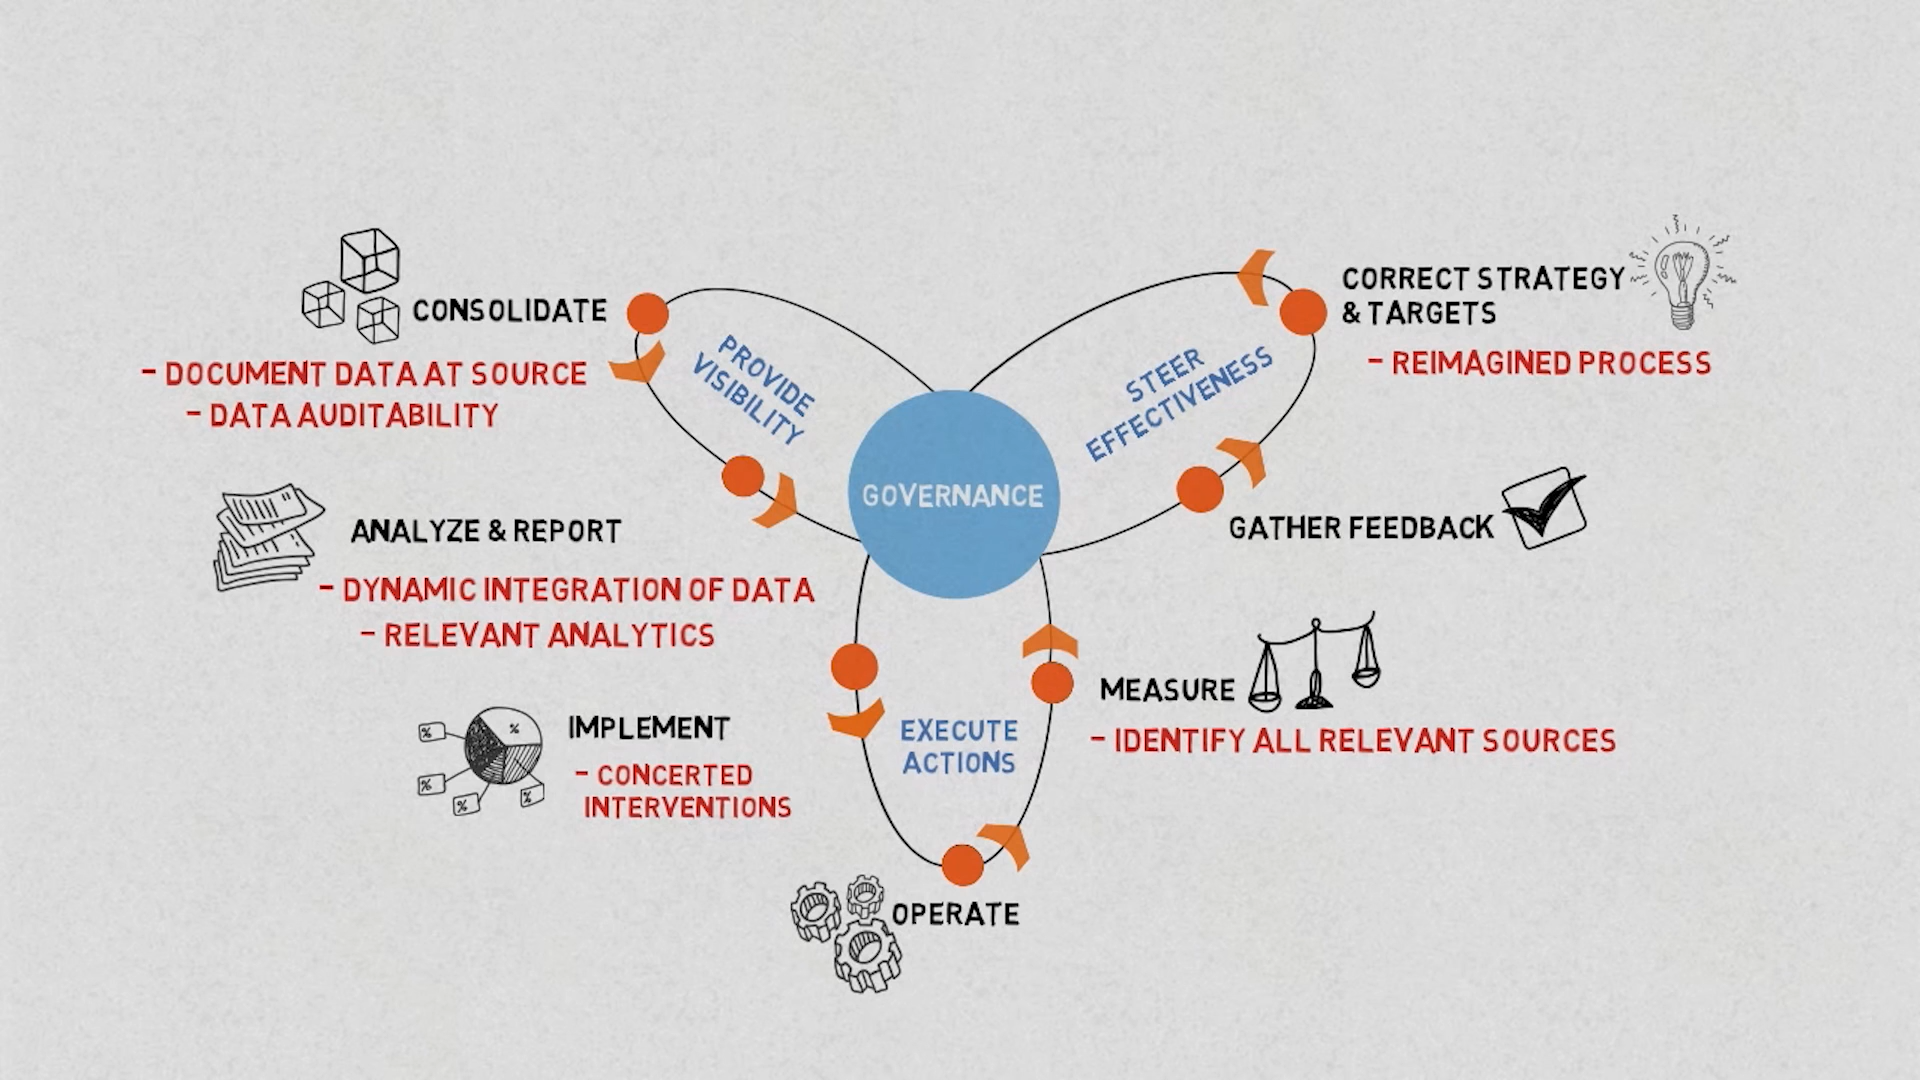 CONSOLIDATE
- DOCUMENT DATA AT SOURCE
- DATA AUDITABILITY
ANALYZE & REPORT
- DYNAMIC INTEGRATION OF DATA
- RELEVANT ANALYTICS
IMPLEMENT
- CONCERTED
INTERVENTIONS
%
%
%
%
%
OPERATE
PROVIDE
VISIBILITY
GOVERNANCE
EXECUTE
ACTIONS
STEER
EFFECTIVENESS
CORRECT STRATEGY
& TARGETS
- REIMAGINED PROCESS
GATHER FEEDBACK
MEASURE
- IDENTIFY ALL RELEVANT SOURCES